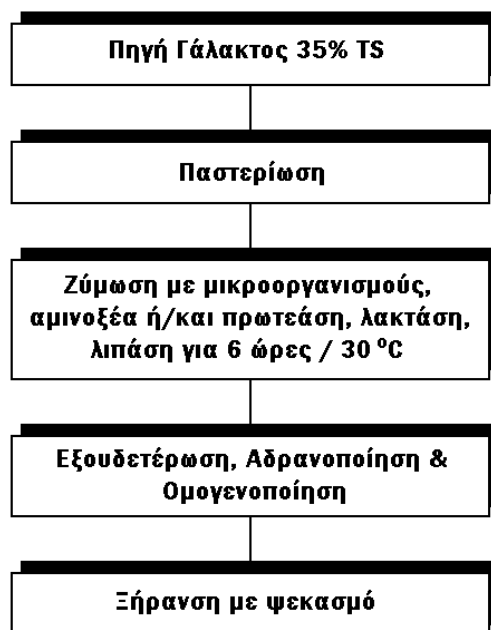 Πηγή Γάλακτος 35% TS
Παστερίωση
Ζύμωση με μικροοργανισμούς,
αμινοξέα ή/και πρωτεάση, λακτάση,
λιπάση για 6 ώρες / 30 ºC
Εξουδετέρωση, Αδρανοποίηση &
Ομογενοποίηση
Ξήρανση με ψεκασμό